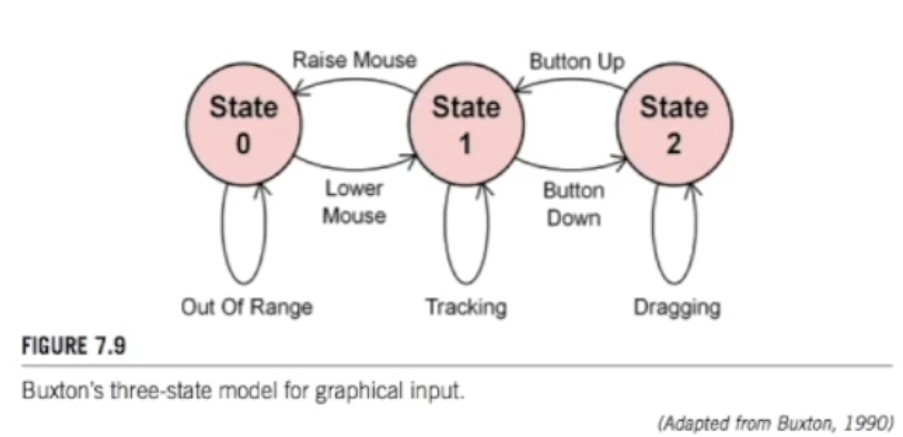 Raise Mouse
Button Up
State
0
State
1
State
2
Lower
Mouse
Button
Down
Out Of Range
Tracking
Dragging
FIGURE 7.9
Buxton's three-state model for graphical input.
(Adapted from Buxton, 1990)